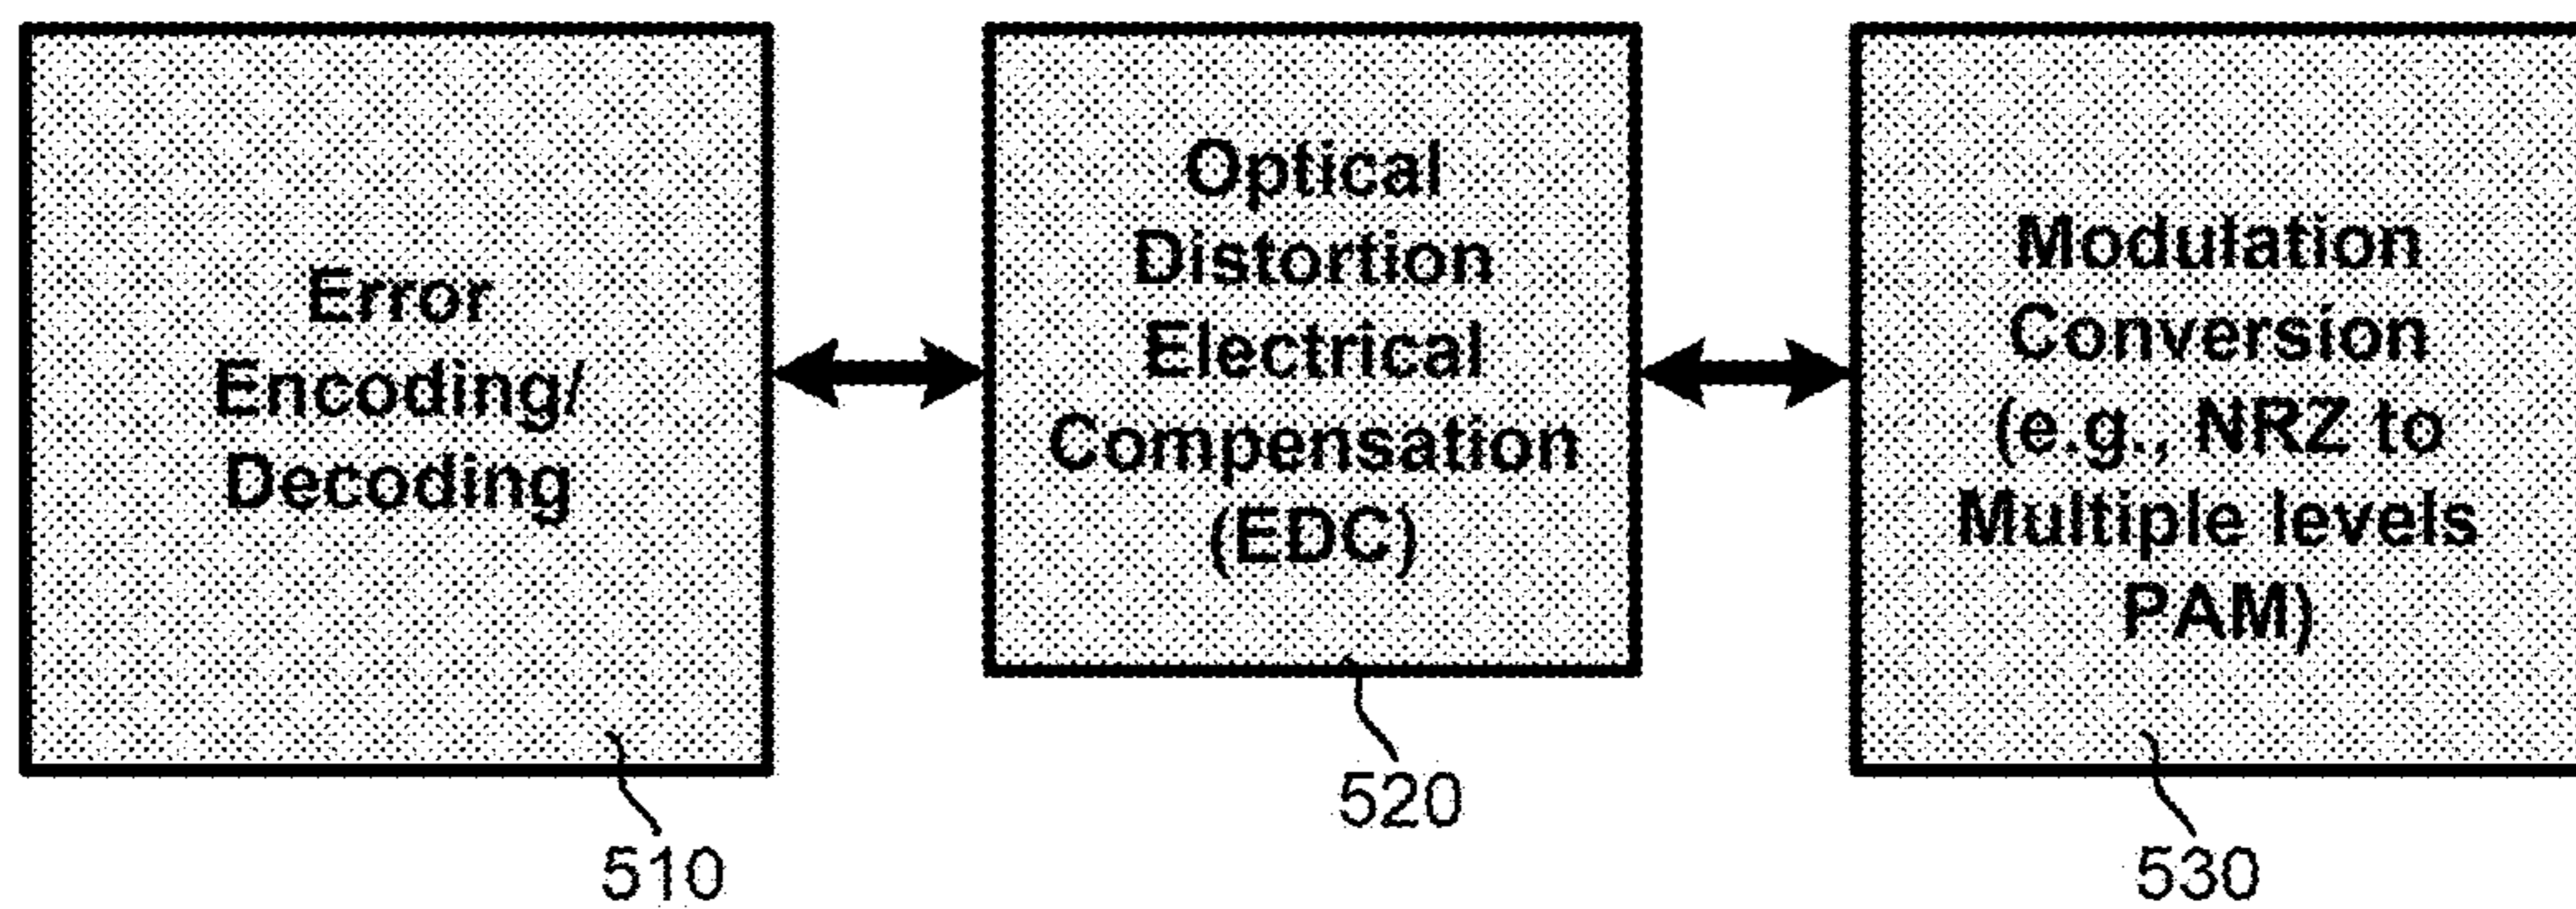 Error
Encoding/
Decoding
510
Optical
Distortion
Electrical
Compensation
(EDC)
520
Modulation
Conversion
(e.g., NRZ to
Multiple levels
PAM)
530